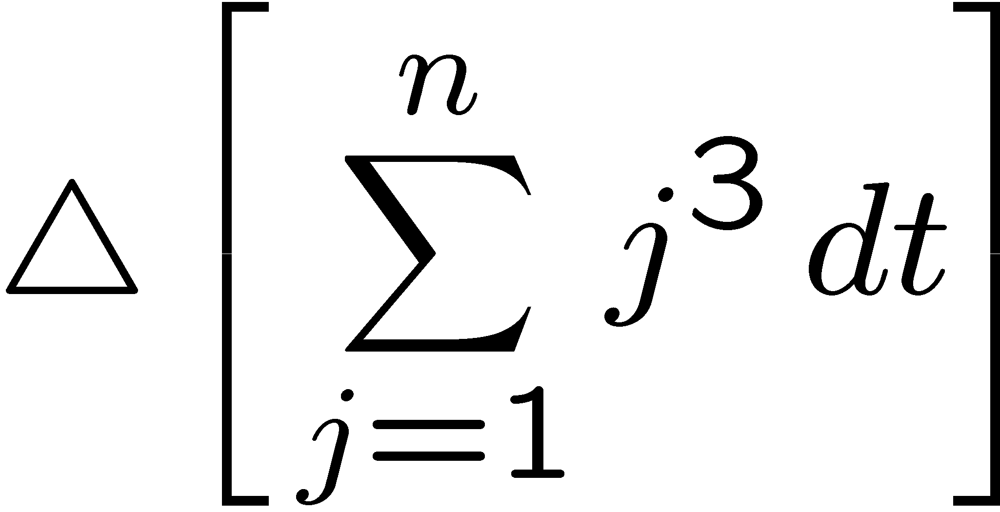 △ [ ∑_{j=1}^{n} j^3 dt ]